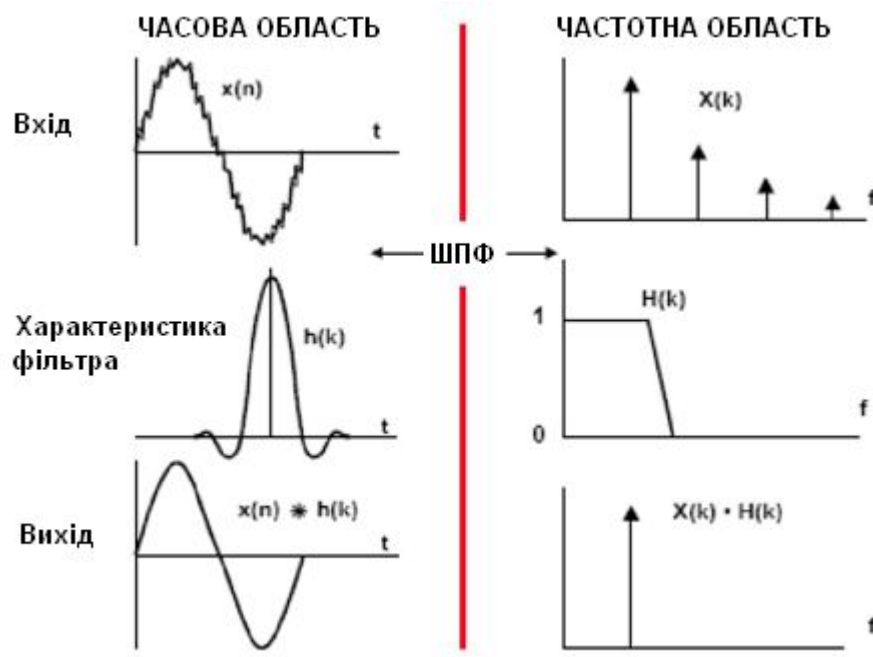 ЧАСОВА ОБЛАСТЬ
ЧАСТОТНА ОБЛАСТЬ
Вхід
x(n)
t
X(k)
f
ШПФ
Характеристика
фільтра
h(k)
t
1
H(k)
0
f
Вихід
x(n) * h(k)
t
X(k) · H(k)
f